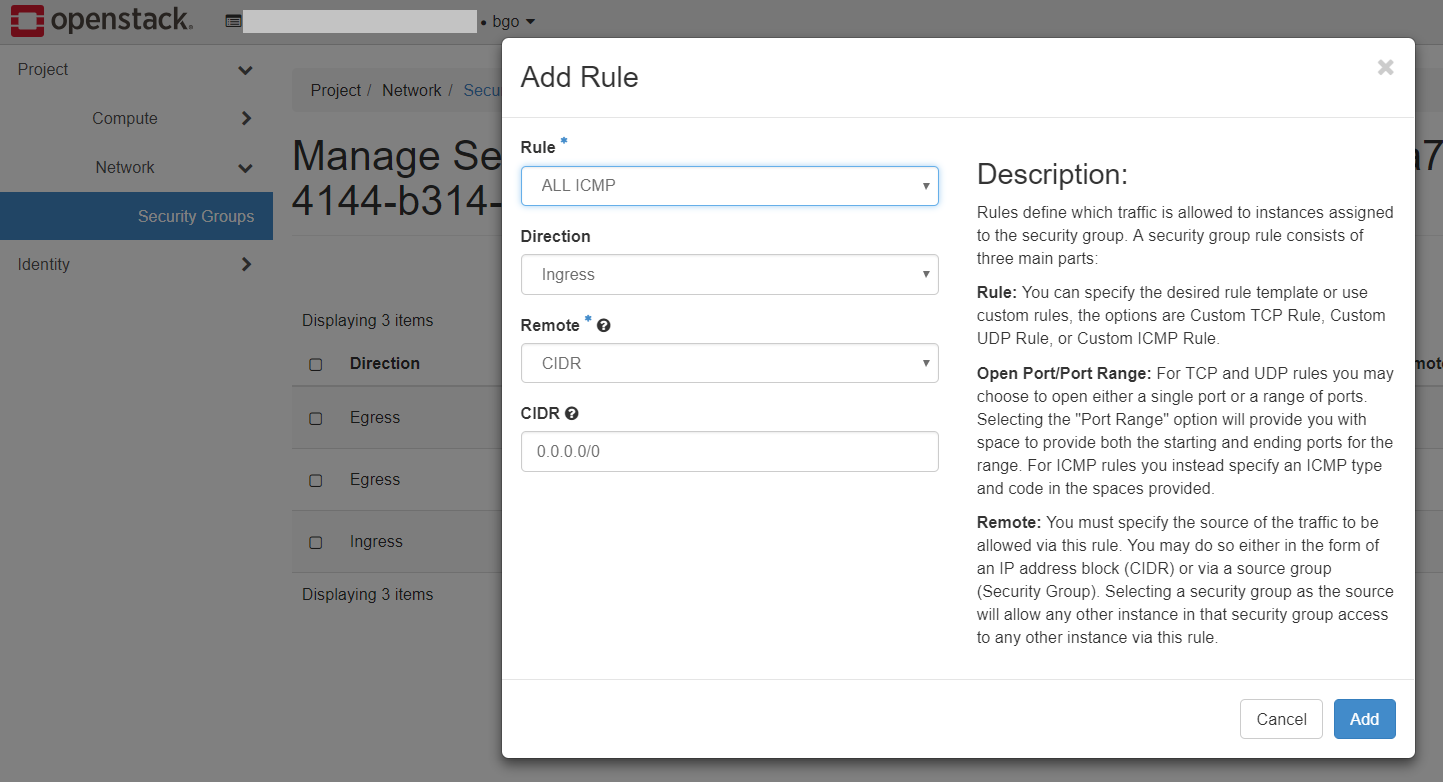 openstack.
• bgo
Project
Compute
Network
Security Groups
Identity
Project / Network /
Manage
4144-b314-
Displaying 3 items
Direction
Egress
Egress
Ingress
Displaying 3 items
Add Rule
×
Rule *
ALL ICMP
Direction
Ingress
Remote *
CIDR
CIDR
0.0.0.0/0
Description:
Rules define which traffic is allowed to instances assigned
to the security group. A security group rule consists of
three main parts:
Rule: You can specify the desired rule template or use
custom rules, the options are Custom TCP Rule, Custom
UDP Rule, or Custom ICMP Rule.
Open Port/Port Range: For TCP and UDP rules you may
choose to open either a single port or a range of ports.
Selecting the "Port Range" option will provide you with
space to provide both the starting and ending ports for the
range. For ICMP rules you instead specify an ICMP type
and code in the spaces provided.
Remote: You must specify the source of the traffic to be
allowed via this rule. You may do so either in the form of
an IP address block (CIDR) or via a source group
(Security Group). Selecting a security group as the source
will allow any other instance in that security group access
to any other instance via this rule.
Cancel
Add